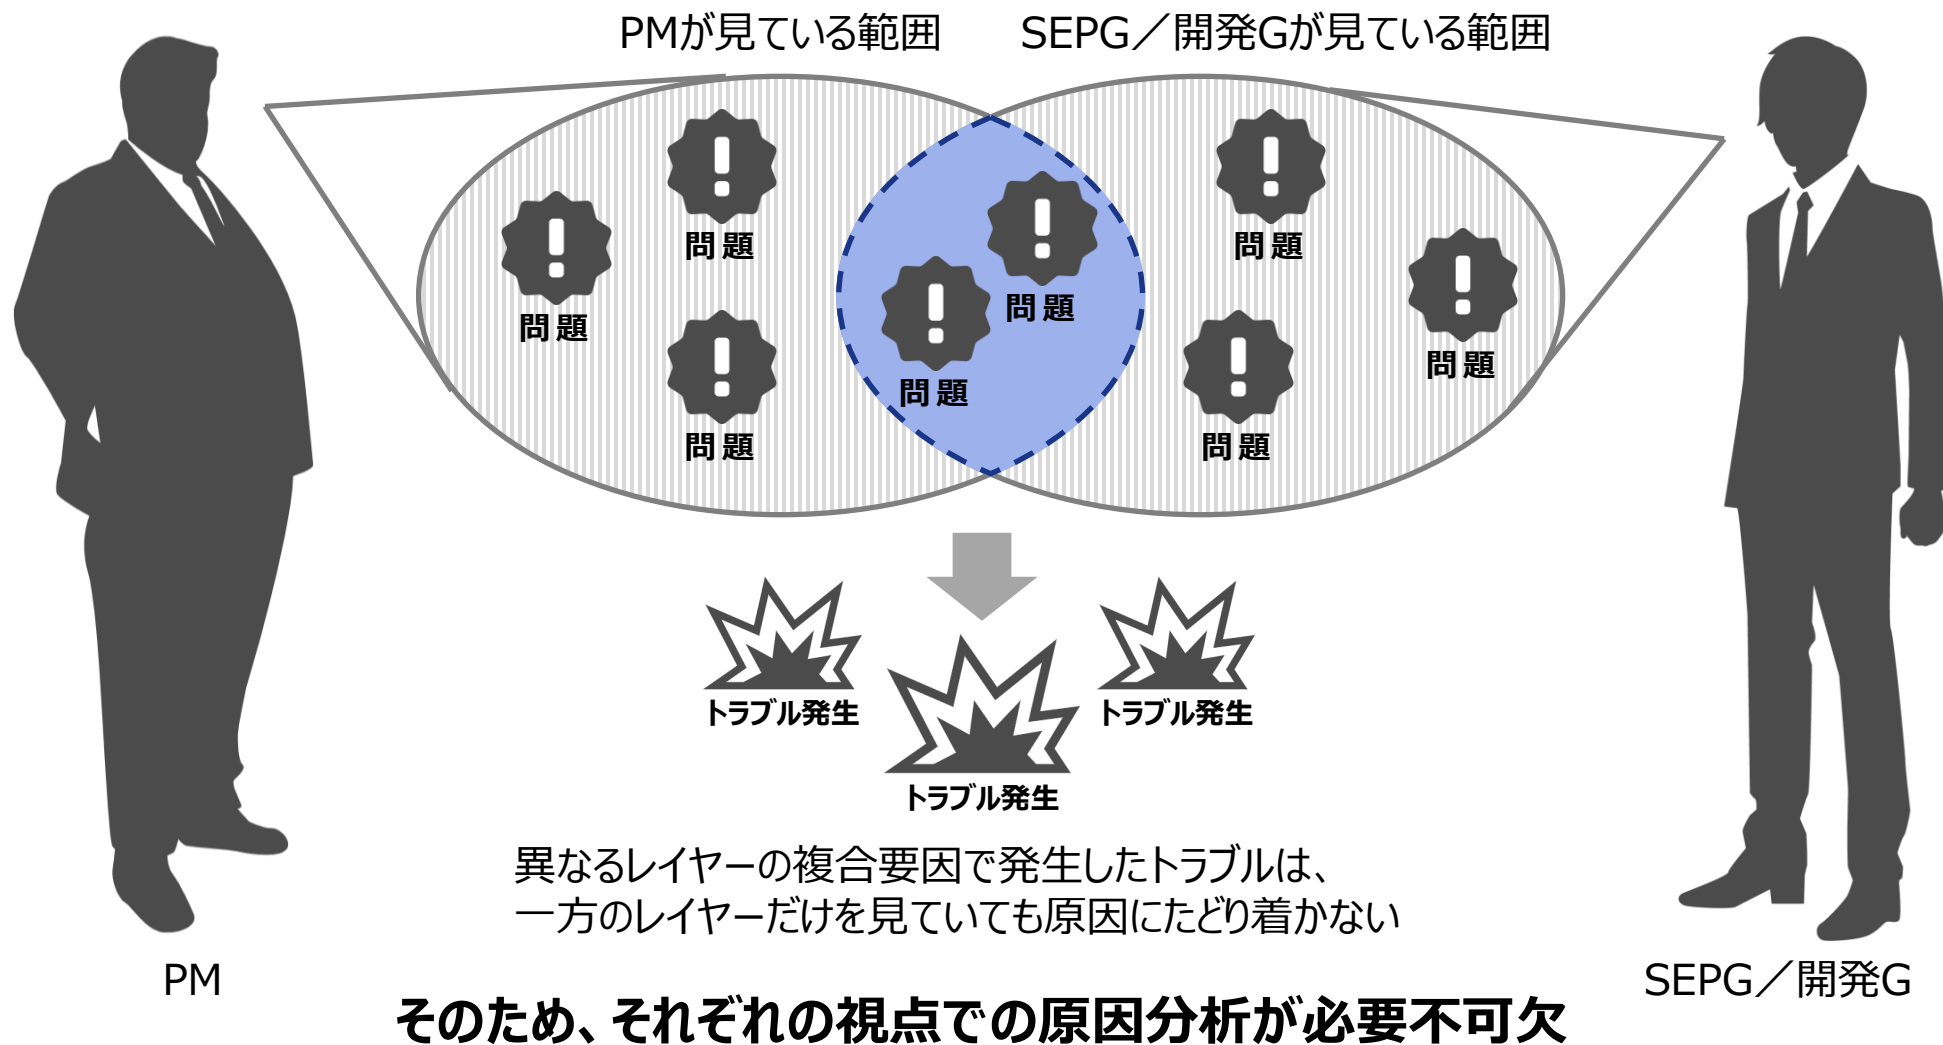 PMが見ている範囲
SEPG／開発Gが見ている範囲
問題
問題
問題
問題
問題
問題
問題
問題
トラブル発生
トラブル発生
トラブル発生
異なるレイヤーの複合要因で発生したトラブルは、
一方のレイヤーだけを見ていても原因にたどり着かない
PM
SEPG／開発G
そのため、それぞれの視点での原因分析が必要不可欠